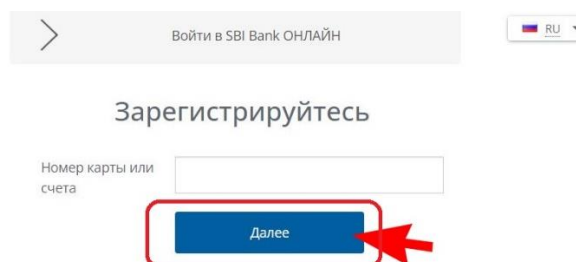 Войти в SBI Bank ОНЛАЙН
RU
Зарегистрируйтесь
Номер карты или
счета
Далее